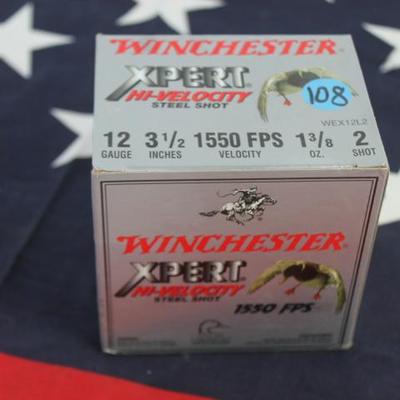 WINCHESTER
XPERT
HI-VELOCITY
STEEL SHOT
108
WEX12L2
12 3 1/2 1550 FPS 1 3/8 2
GAUGE INCHES VELOCITY OZ. SHOT
WINCHESTER
XPERT
HI-VELOCITY
STEEL SHOT
1550 FPS